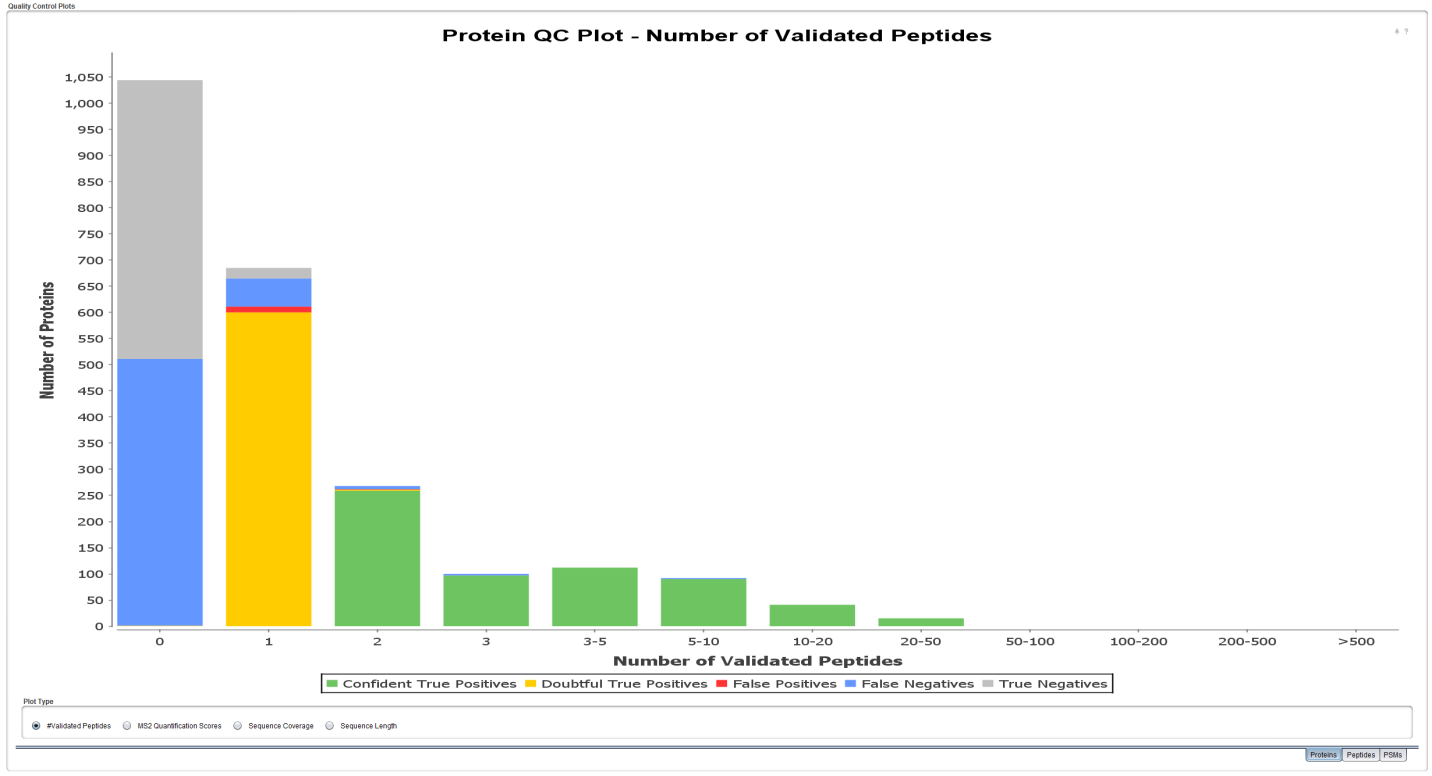 Quality Control Plots
Protein QC Plot - Number of Validated Peptides
?
1,050
1,000
950
900
850
800
750
700
650
600
550
500
450
400
350
300
250
200
150
100
50
0
Number of Proteins
0 1 2 3 3-5 5-10 10-20 20-50 50-100 100-200 200-500 >500
Number of Validated Peptides
Confident True Positives Doubtful True Positives False Positives False Negatives True Negatives
Plot Type
#Validated Peptides MS2 Quantification Scores Sequence Coverage Sequence Length
Proteins Peptides PSMs